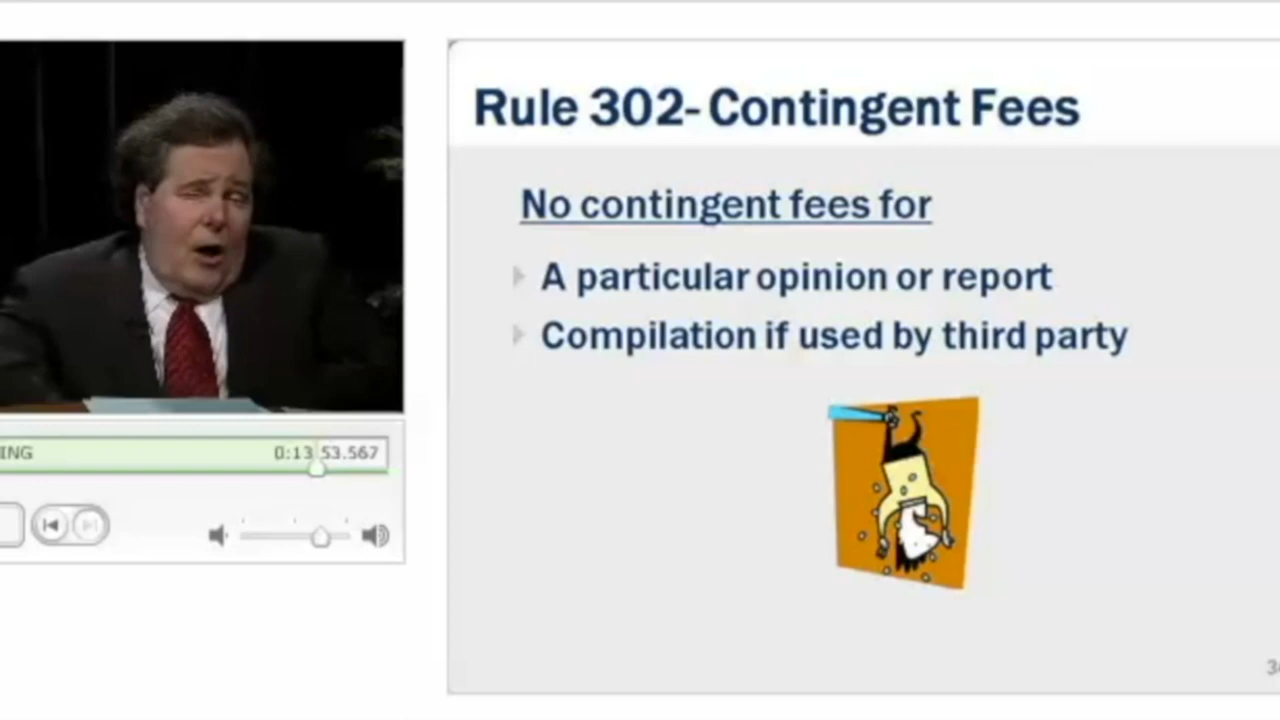 Rule 302- Contingent Fees
No contingent fees for
A particular opinion or report
Compilation if used by third party
ING 0:13 53.567